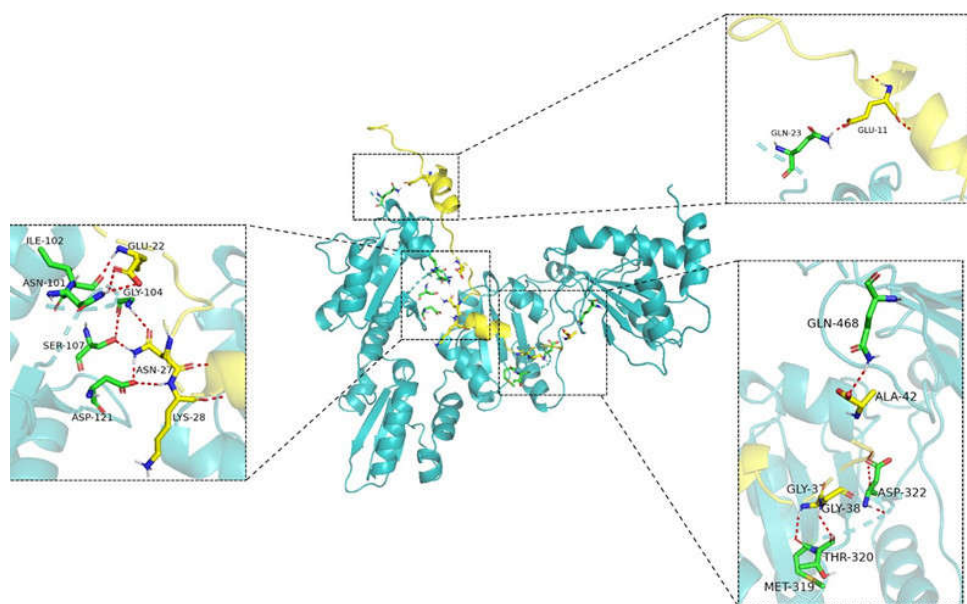 GLN-23
GLU-11
ILE-102
GLU-22
ASN-101
GLY-104
SER-107
ASN-27
ASP-121
LYS-28
GLN-468
ALA-42
GLY-37
ASP-322
GLY-38
THR-320
MET-319